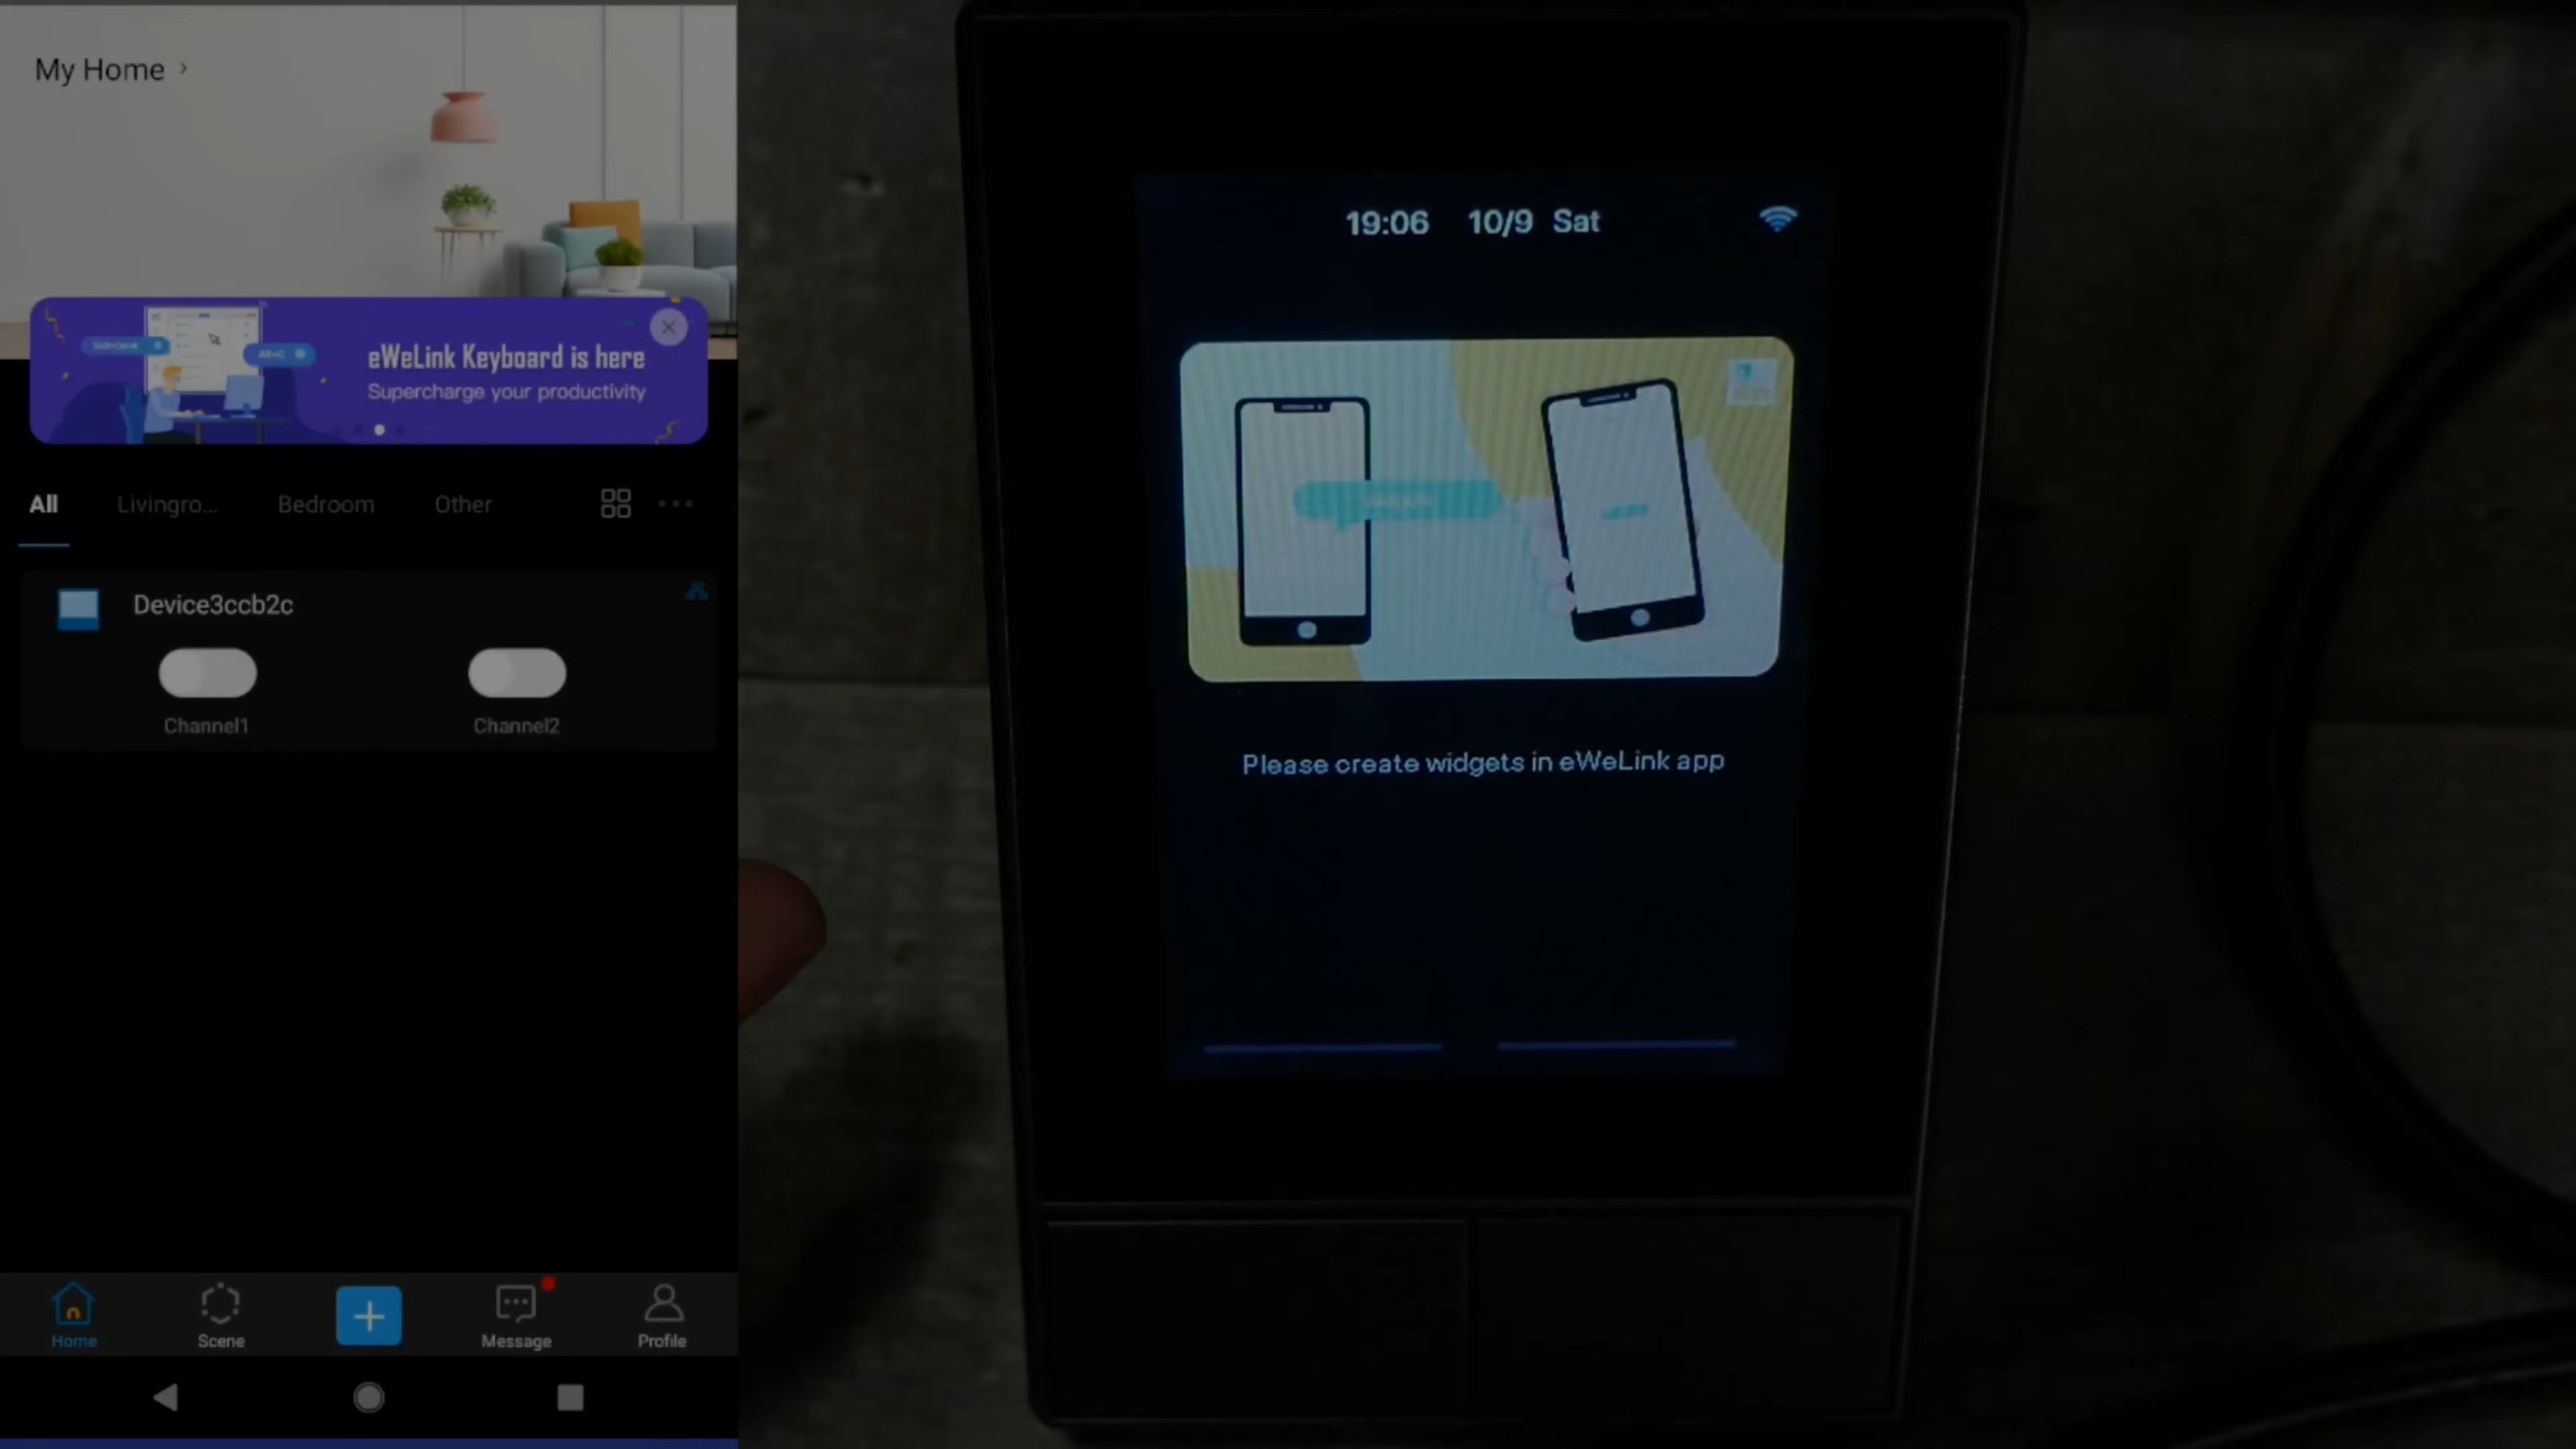 My Home
eWeLink Keyboard is here
Supercharge your productivity
All
Livingro...
Bedroom
Other
Device3ccb2c
Channel1
Channel2
Home
Scene
Message
Profile
19:06 10/9 Sat
Please create widgets in eWeLink app